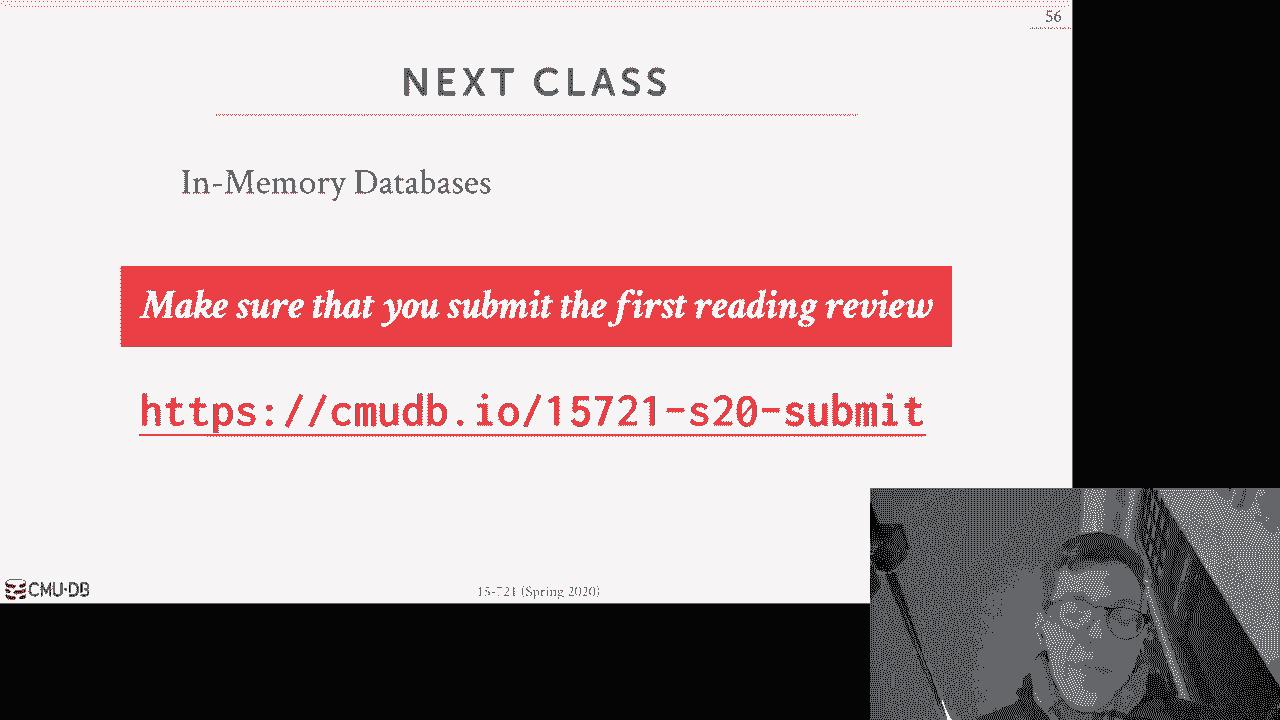 56
NEXT CLASS
In-Memory Databases
Make sure that you submit the first reading review
https://cmudb.io/15721-s20-submit
CMU·DB
15-721 (Spring 2020)